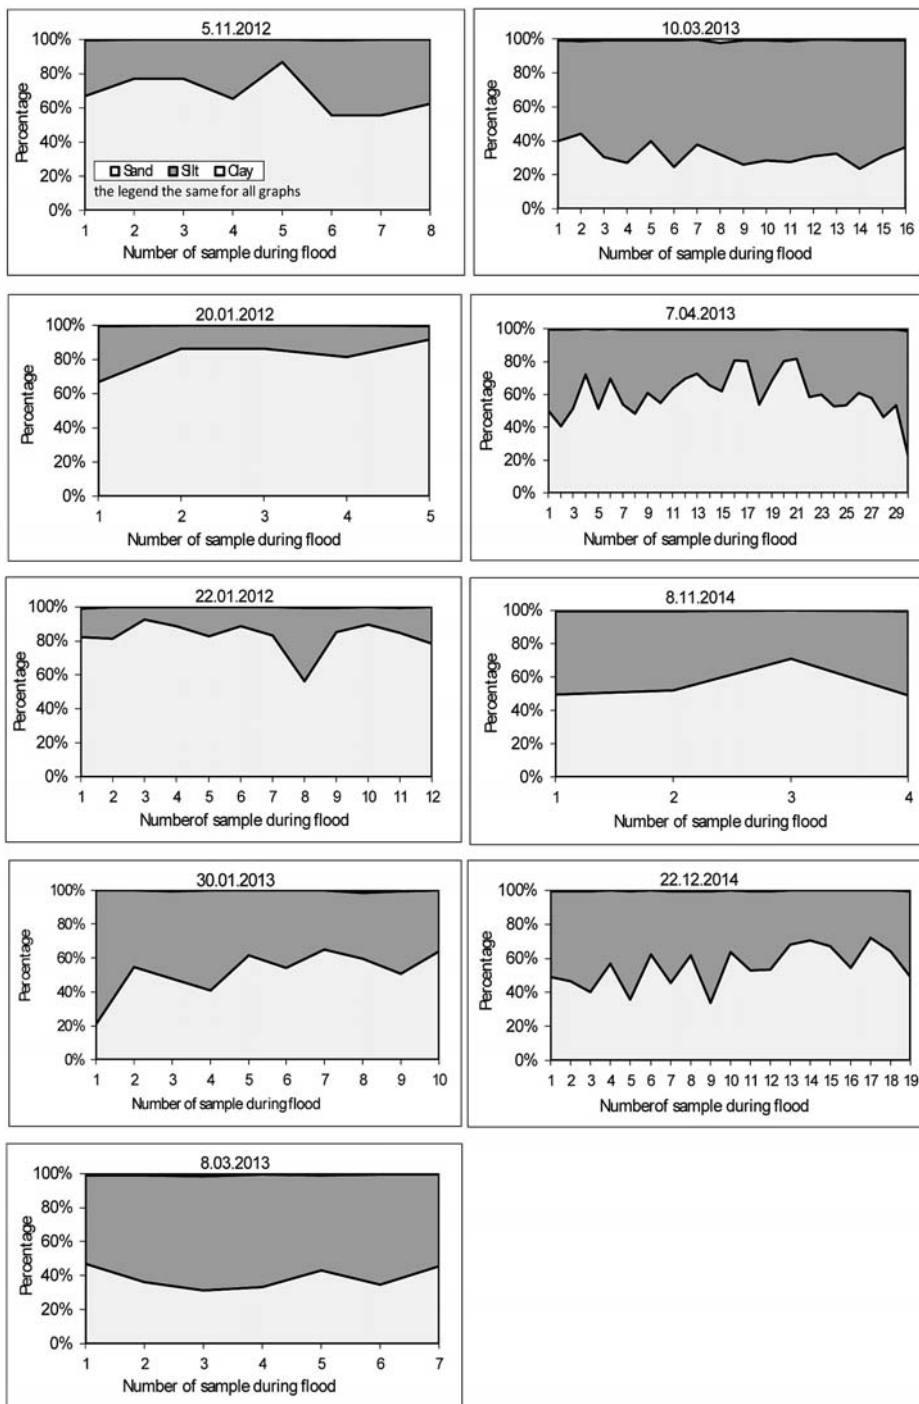 5.11.2012
100%
80%
60%
40%
20%
0%
Percentage
Sand Silt Clay
the legend the same for all graphs
1 2 3 4 5 6 7 8
Number of sample during flood
10.03.2013
100%
80%
60%
40%
20%
0%
Percentage
1 2 3 4 5 6 7 8 9 10 11 12 13 14 15 16
Number of sample during flood
20.01.2012
100%
80%
60%
40%
20%
0%
Percentage
1 2 3 4 5
Number of sample during flood
7.04.2013
100%
80%
60%
40%
20%
0%
Percentage
1 3 5 7 9 11 13 15 17 19 21 23 25 27 29
Number of sample during flood
22.01.2012
100%
80%
60%
40%
20%
0%
Percentage
1 2 3 4 5 6 7 8 9 10 11 12
Numberof sample during flood
8.11.2014
100%
80%
60%
40%
20%
0%
Percentage
1 2 3 4
Number of sample during flood
30.01.2013
100%
80%
60%
40%
20%
0%
Percentage
1 2 3 4 5 6 7 8 9 10
Number of sample during flood
22.12.2014
100%
80%
60%
40%
20%
0%
Percentage
1 2 3 4 5 6 7 8 9 10 11 12 13 14 15 16 17 18 19
Numberof sample during flood
8.03.2013
100%
80%
60%
40%
20%
0%
Percentage
1 2 3 4 5 6 7
Number of sample during flood